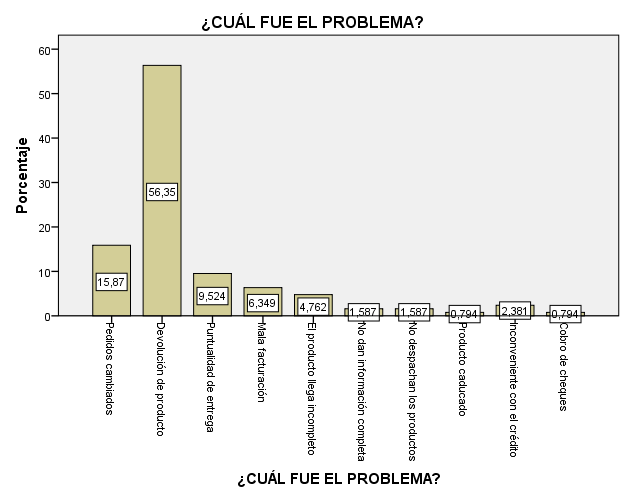 ¿CUÁL FUE EL PROBLEMA?
Porcentaje
60
50
40
30
20
10
0
15,87
56,35
9,524
6,349
4,762
1,587
1,587
0,794
2,381
0,794
Pedidos cambiados
Devolución de producto
Puntualidad de entrega
Mala facturación
El producto llega incompleto
No dan información completa
No despachan los productos
Producto caducado
Inconveniente con el crédito
Cobro de cheques
¿CUÁL FUE EL PROBLEMA?